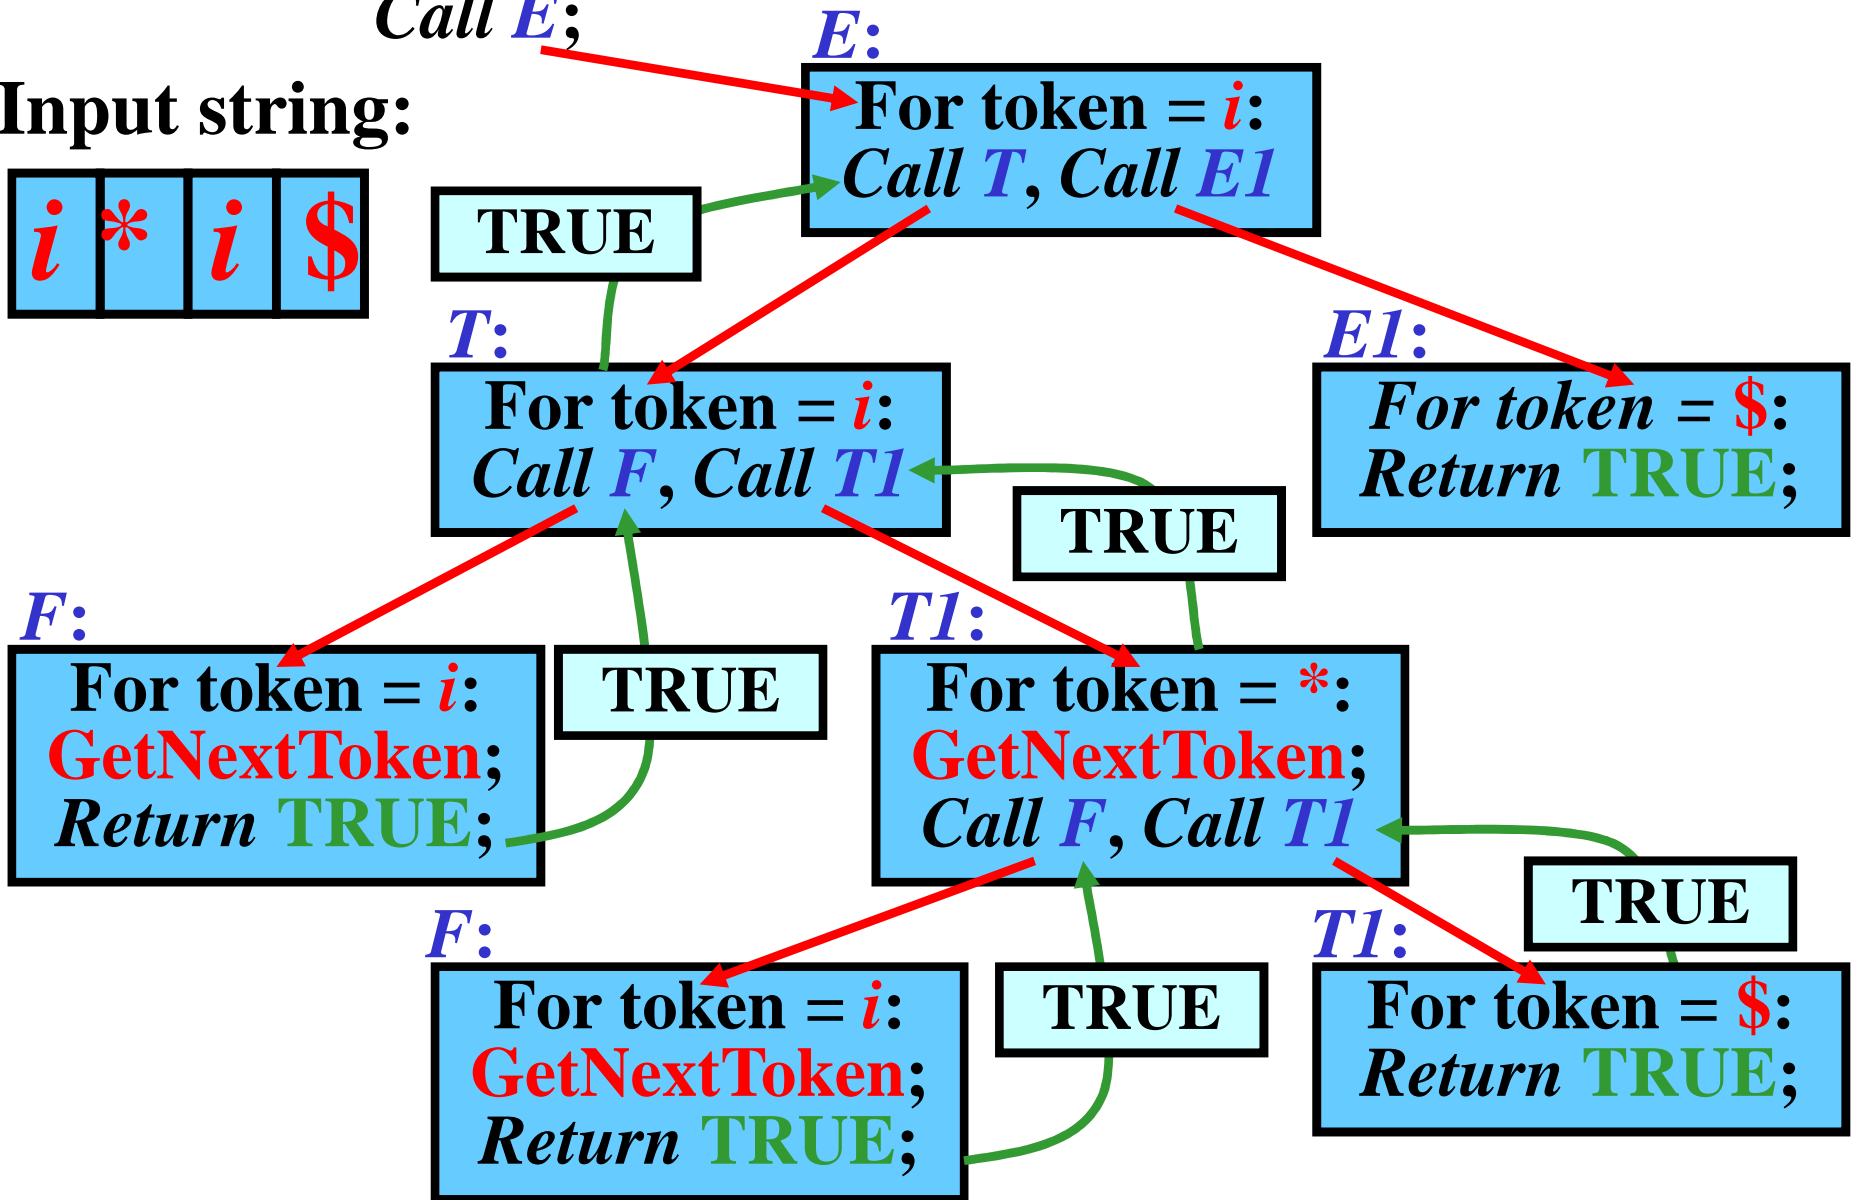 Call E;
E:
Input string:
For token = i:
Call T, Call E1
i * i $
TRUE
T:
E1:
For token = i:
Call F, Call T1
For token = $:
Return TRUE;
TRUE
F:
T1:
For token = i:
GetNextToken;
Return TRUE;
TRUE
For token = *:
GetNextToken;
Call F, Call T1
TRUE
F:
T1:
For token = i:
GetNextToken;
Return TRUE;
TRUE
For token = $:
Return TRUE;